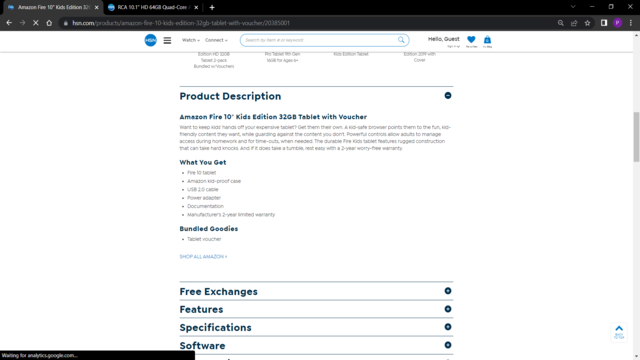 Amazon Fire 10" Kids Edition 32G
RCA 10.1" HD 64GB Quad-Core
hsn.com/products/amazon-fire-10-kids-edition-32gb-tablet-with-voucher/20385001
P
HSN
Watch
Connect
Search by item # or keyword
Hello, Guest
Edition HD 32GB
Tablet 2-pack
Bundled w/Vouchers
Pro Tablet 9th Gen
16GB for ages 6+
Kids Edition Tablet
Edition 2019 with
Cover
Product Description
Amazon Fire 10" Kids Edition 32GB Tablet with Voucher
Want to keep kids' hands off your expensive tablet? Get them their own. A kid-safe browser points them to the fun, kid-
friendly content they want, while guarding against the content you don't. Powerful controls allow adults to manage
access during homework and for time-outs, when needed. The durable Fire Kids tablet features rugged construction
that can take hard knocks. And if it does take a tumble, rest easy with a 2-year worry-free warranty.
What You Get
Fire 10 tablet
Amazon kid-proof case
USB 2.0 cable
Power adapter
Documentation
Manufacturer's 2-year limited warranty
Bundled Goodies
Tablet voucher
SHOP ALL AMAZON >
Free Exchanges
Features
Specifications
Software
BACK
TO TOP
Waiting for analytics.google.com...